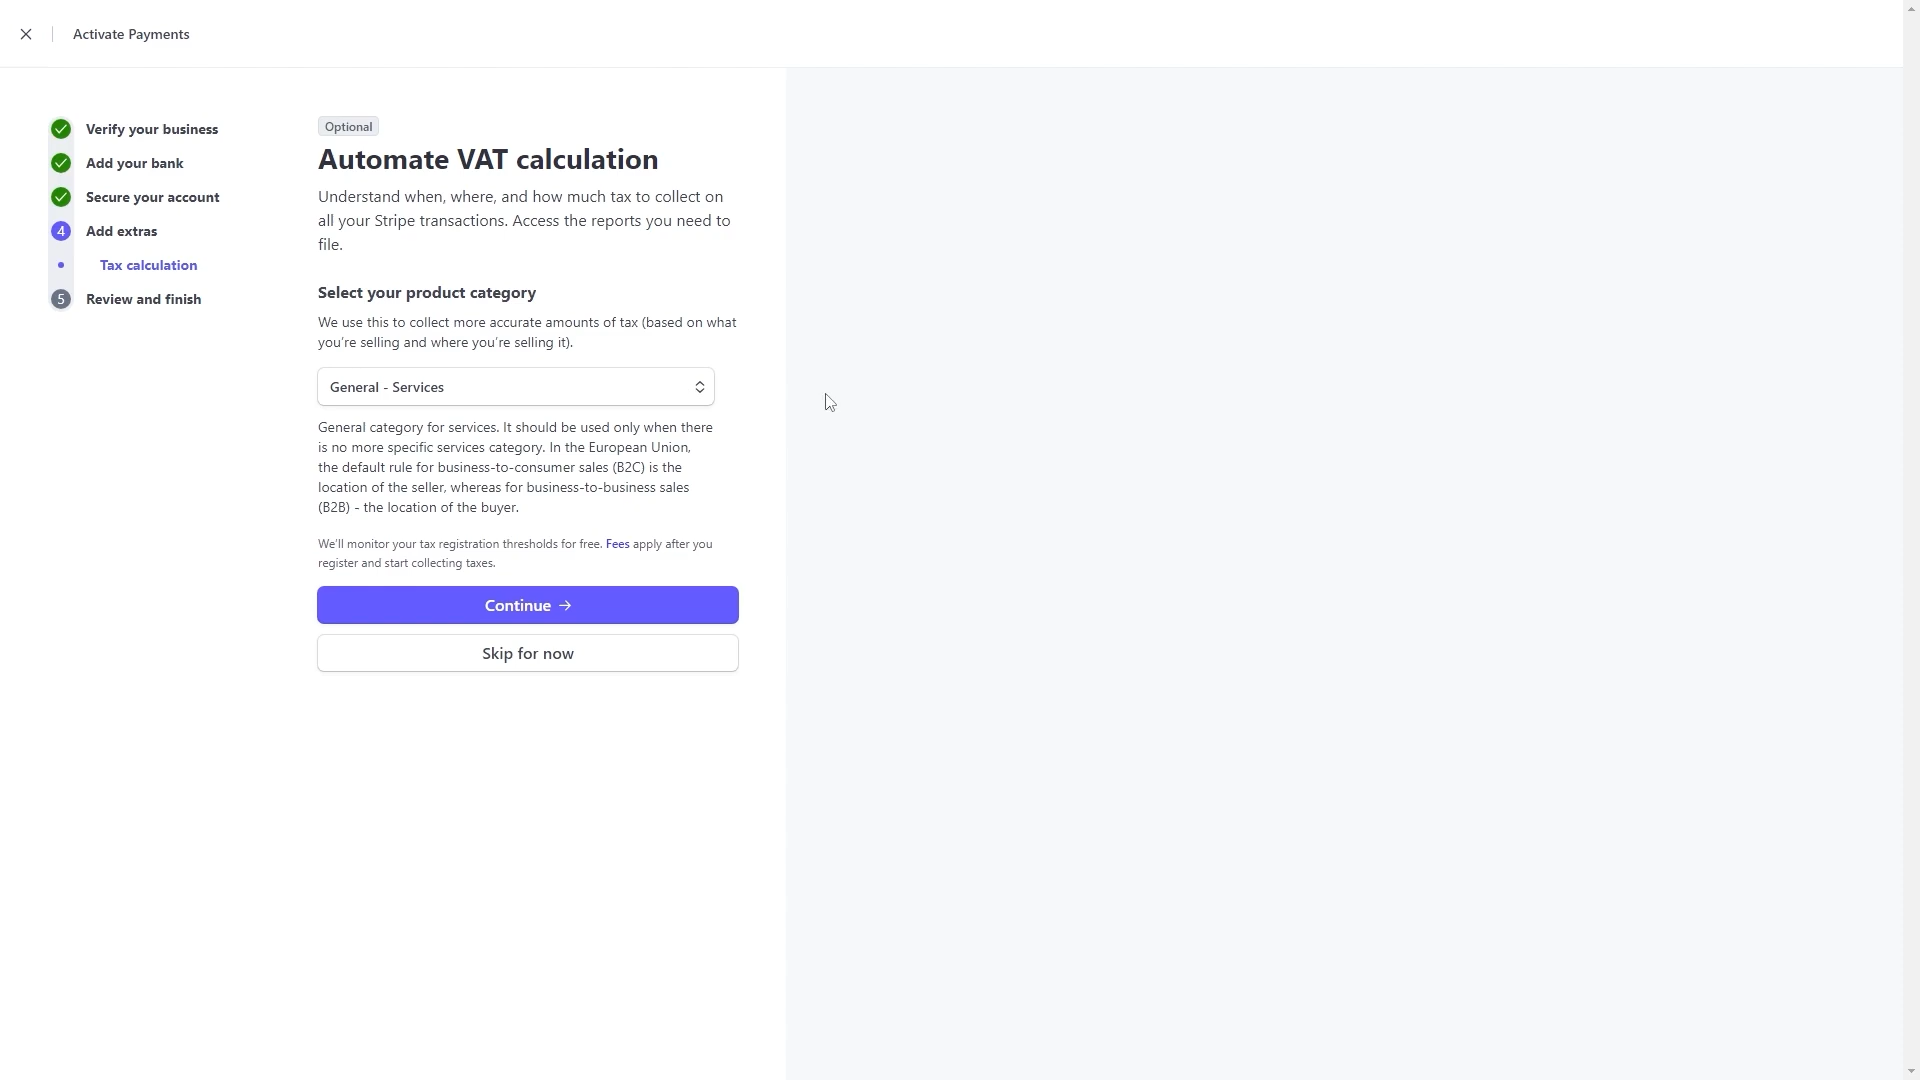 Activate Payments
Verify your business
Add your bank
Secure your account
4 Add extras
Tax calculation
5 Review and finish
Optional
Automate VAT calculation
Understand when, where, and how much tax to collect on
all your Stripe transactions. Access the reports you need to
file.
Select your product category
We use this to collect more accurate amounts of tax (based on what
you’re selling and where you’re selling it).
General - Services
General category for services. It should be used only when there
is no more specific services category. In the European Union,
the default rule for business-to-consumer sales (B2C) is the
location of the seller, whereas for business-to-business sales
(B2B) - the location of the buyer.
We’ll monitor your tax registration thresholds for free. Fees apply after you
register and start collecting taxes.
Continue →
Skip for now